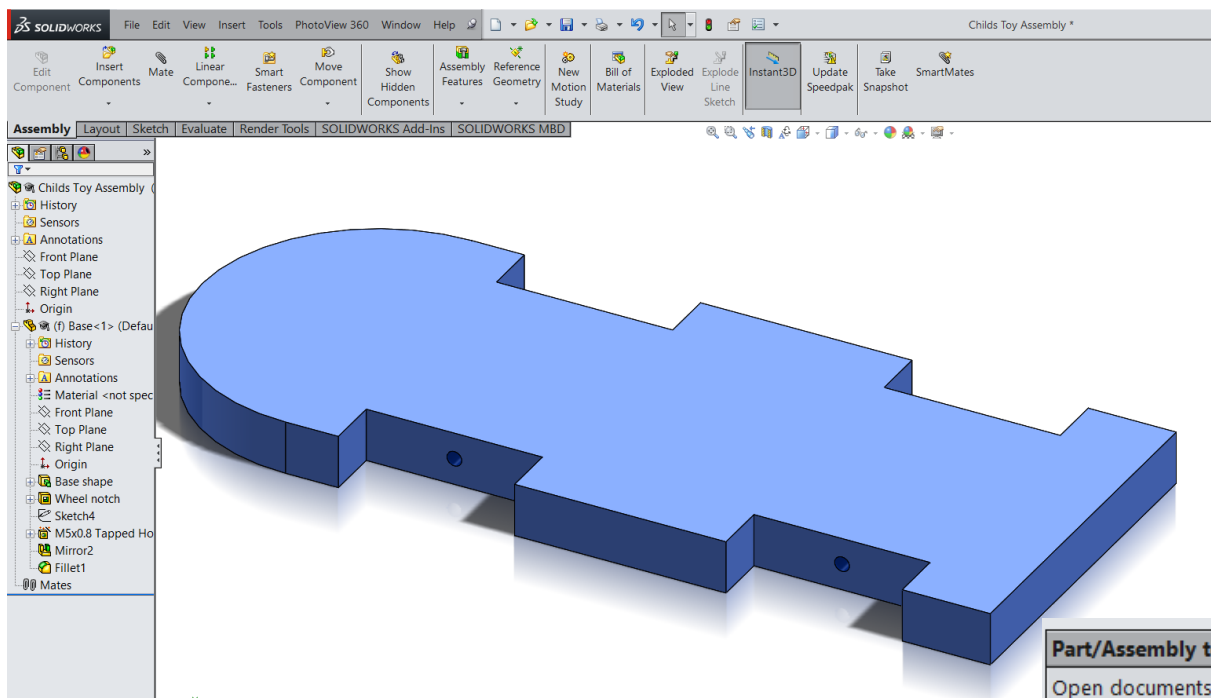 SOLIDWORKS File Edit View Insert Tools PhotoView 360 Window Help Childs Toy Assembly *
Edit Component
Insert Components
Mate
Linear Compone...
Smart Fasteners
Move Component
Show Hidden Components
Assembly Features
Reference Geometry
New Motion Study
Bill of Materials
Exploded View
Explode Line Sketch
Instant3D
Update Speedpak
Take Snapshot
SmartMates
Assembly Layout Sketch Evaluate Render Tools SOLIDWORKS Add-Ins SOLIDWORKS MBD
»
Childs Toy Assembly (
History
Sensors
Annotations
Front Plane
Top Plane
Right Plane
Origin
(f) Base<1> (Defau
History
Sensors
Annotations
Material <not spec
Front Plane
Top Plane
Right Plane
Origin
Base shape
Wheel notch
Sketch4
M5x0.8 Tapped Ho
Mirror2
Fillet1
Mates
Part/Assembly t
Open documents